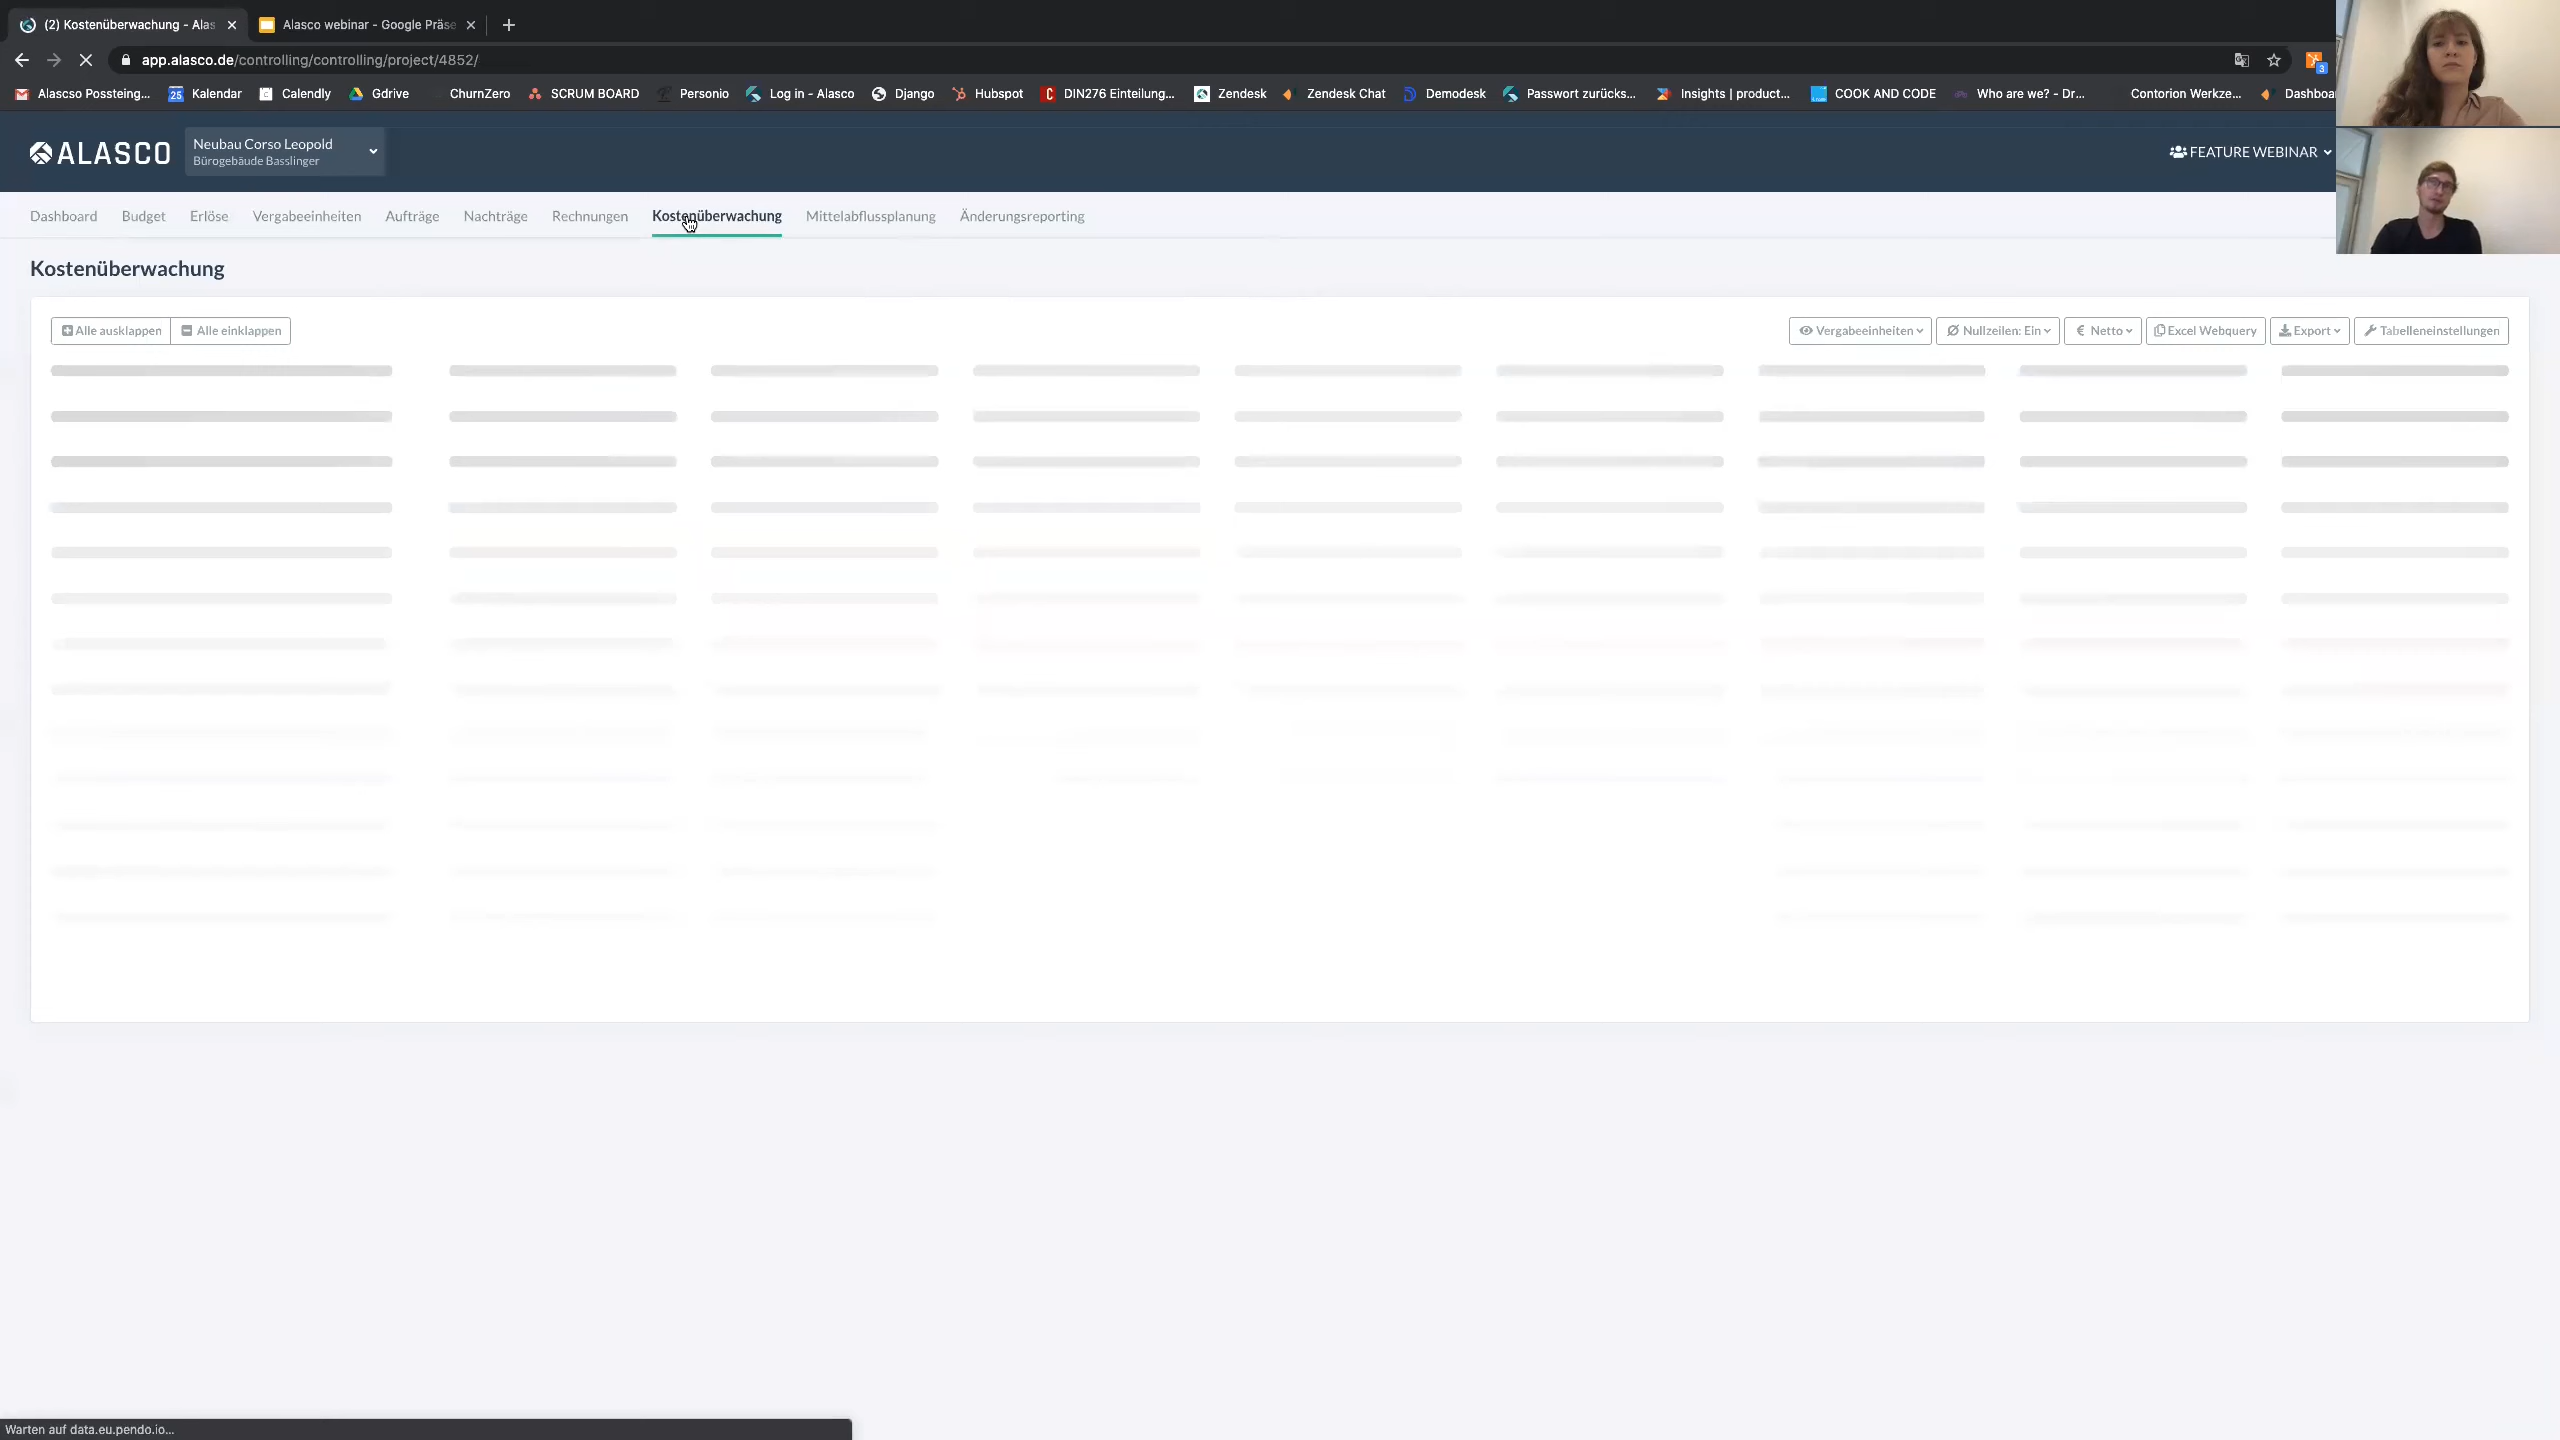 (2) Kostenüberwachung - Alas
Alasco webinar - Google Präse
app.alasco.de/controlling/controlling/project/4852/
Alascso Possteing...
Kalendar
Calendly
Gdrive
ChurnZero
SCRUM BOARD
Personio
Log in - Alasco
Django
Hubspot
DIN276 Einteilung...
Zendesk
Zendesk Chat
Demodesk
Passwort zurücks...
Insights | product...
COOK AND CODE
Who are we? - Dr...
Contorion Werkze...
Dashboar
25
3
ALASCO
Neubau Corso Leopold
Bürogebäude Basslinger
FEATURE WEBINAR
Dashboard
Budget
Erlöse
Vergabeeinheiten
Aufträge
Nachträge
Rechnungen
Kostenüberwachung
Mittelabflussplanung
Änderungsreporting
Kostenüberwachung
Alle ausklappen
Alle einklappen
Vergabeeinheiten
Nullzeilen: Ein
€ Netto
Excel Webquery
Export
Tabelleneinstellungen
Warten auf data.eu.pendo.io...